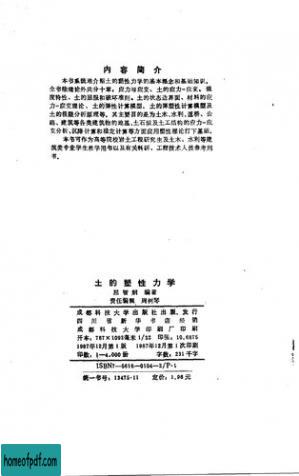 内容简介
本书系统地介绍土的塑性力学的基本概念和基础知识。
全书除绪论外共分十章：应力与应变、土的应力—应变、强
度特性、土的屈服和破坏准则、土的状态边界面、材料的应
力—应变理论、土的弹性计算模型、土的弹塑性计算模型及
土的极限分析原理等。其主要目的是为土木、水利、道桥、公
路、建筑等各类建筑物的地基、土石坝及土工结构的应力—应
变分析、沉降计算和稳定计算等方面应用塑性理论打下基础。
本书可作为高等院校岩土工程研究生及土木、水利等建
筑类专业学生教学用书以及有关科研、工程技术人员参考用
书。
土的塑性力学
屈智炯 编著
责任编辑 周树琴
成都科技大学出版社出版、发行
四川省新华书店经销
成都科技大学印刷厂印刷
开本：787×1092毫米 1/32 印张：10.6875
1987年12月第1版 1987年12月第1次印刷
印数：1—4,000册 字数：231千字
ISBN7-5616-0104-3/P·1
统一书号：13475·11 定价：1.96元
homeofpdf.com